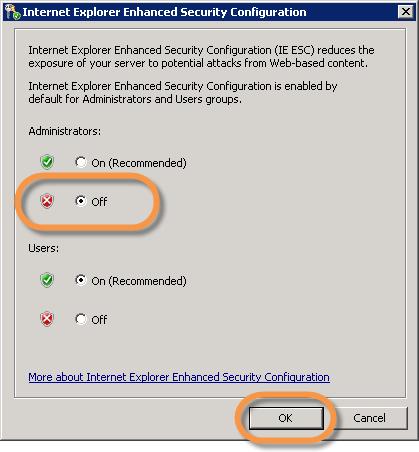 Internet Explorer Enhanced Security Configuration
Internet Explorer Enhanced Security Configuration (IE ESC) reduces the
exposure of your server to potential attacks from Web-based content.
Internet Explorer Enhanced Security Configuration is enabled by
default for Administrators and Users groups.
Administrators:
On (Recommended)
Off
Users:
On (Recommended)
Off
More about Internet Explorer Enhanced Security Configuration
OK
Cancel